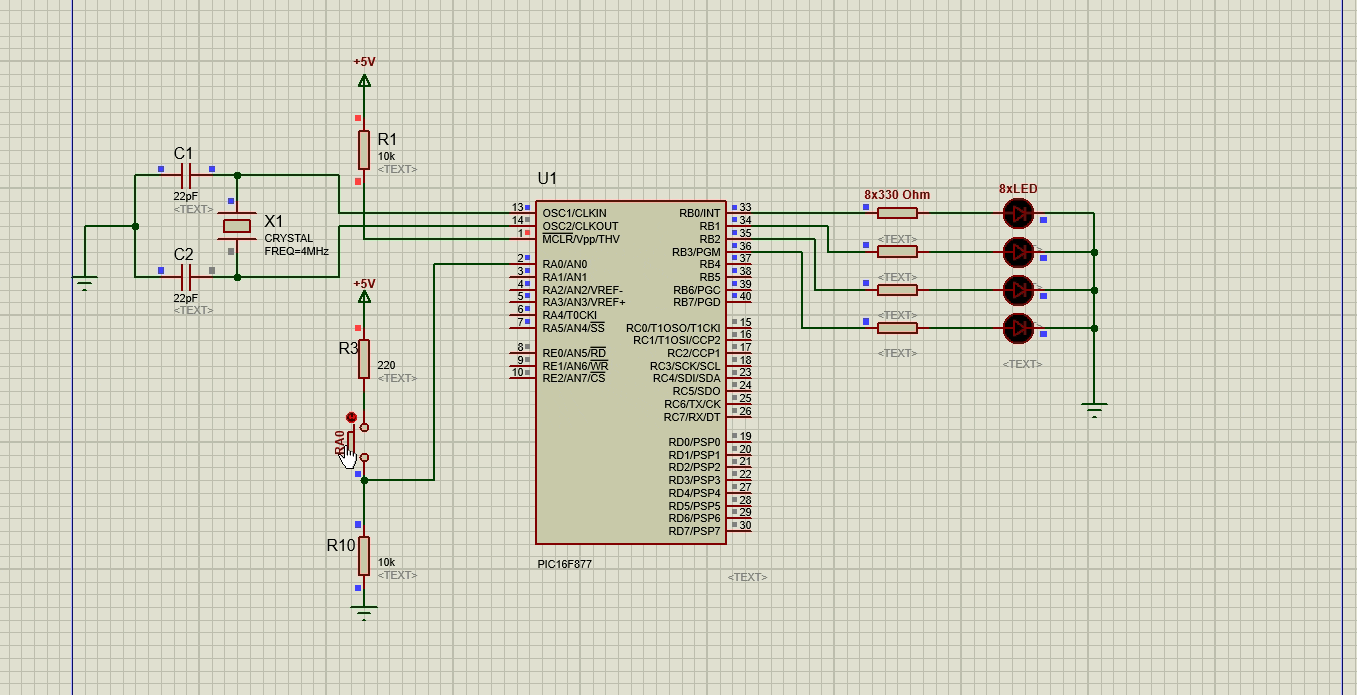 +5V
R1
10k
<TEXT>
C1
22pF
<TEXT>
X1
CRYSTAL
FREQ=4MHz
C2
22pF
<TEXT>
+5V
R3
220
<TEXT>
RA0
R10
10k
<TEXT>
U1
13 OSC1/CLKIN
14 OSC2/CLKOUT
1 MCLR/Vpp/THV
2 RA0/AN0
3 RA1/AN1
4 RA2/AN2/VREF-
5 RA3/AN3/VREF+
6 RA4/T0CKI
7 RA5/AN4/SS
8 RE0/AN5/RD
9 RE1/AN6/WR
10 RE2/AN7/CS
RB0/INT 33
RB1 34
RB2 35
RB3/PGM 36
RB4 37
RB5 38
RB6/PGC 39
RB7/PGD 40
RC0/T1OSO/T1CKI 15
RC1/T1OSI/CCP2 16
RC2/CCP1 17
RC3/SCK/SCL 18
RC4/SDI/SDA 23
RC5/SDO 24
RC6/TX/CK 25
RC7/RX/DT 26
RD0/PSP0 19
RD1/PSP1 20
RD2/PSP2 21
RD3/PSP3 22
RD4/PSP4 27
RD5/PSP5 28
RD6/PSP6 29
RD7/PSP7 30
PIC16F877
<TEXT>
8x330 Ohm
<TEXT>
<TEXT>
<TEXT>
<TEXT>
8xLED
<TEXT>